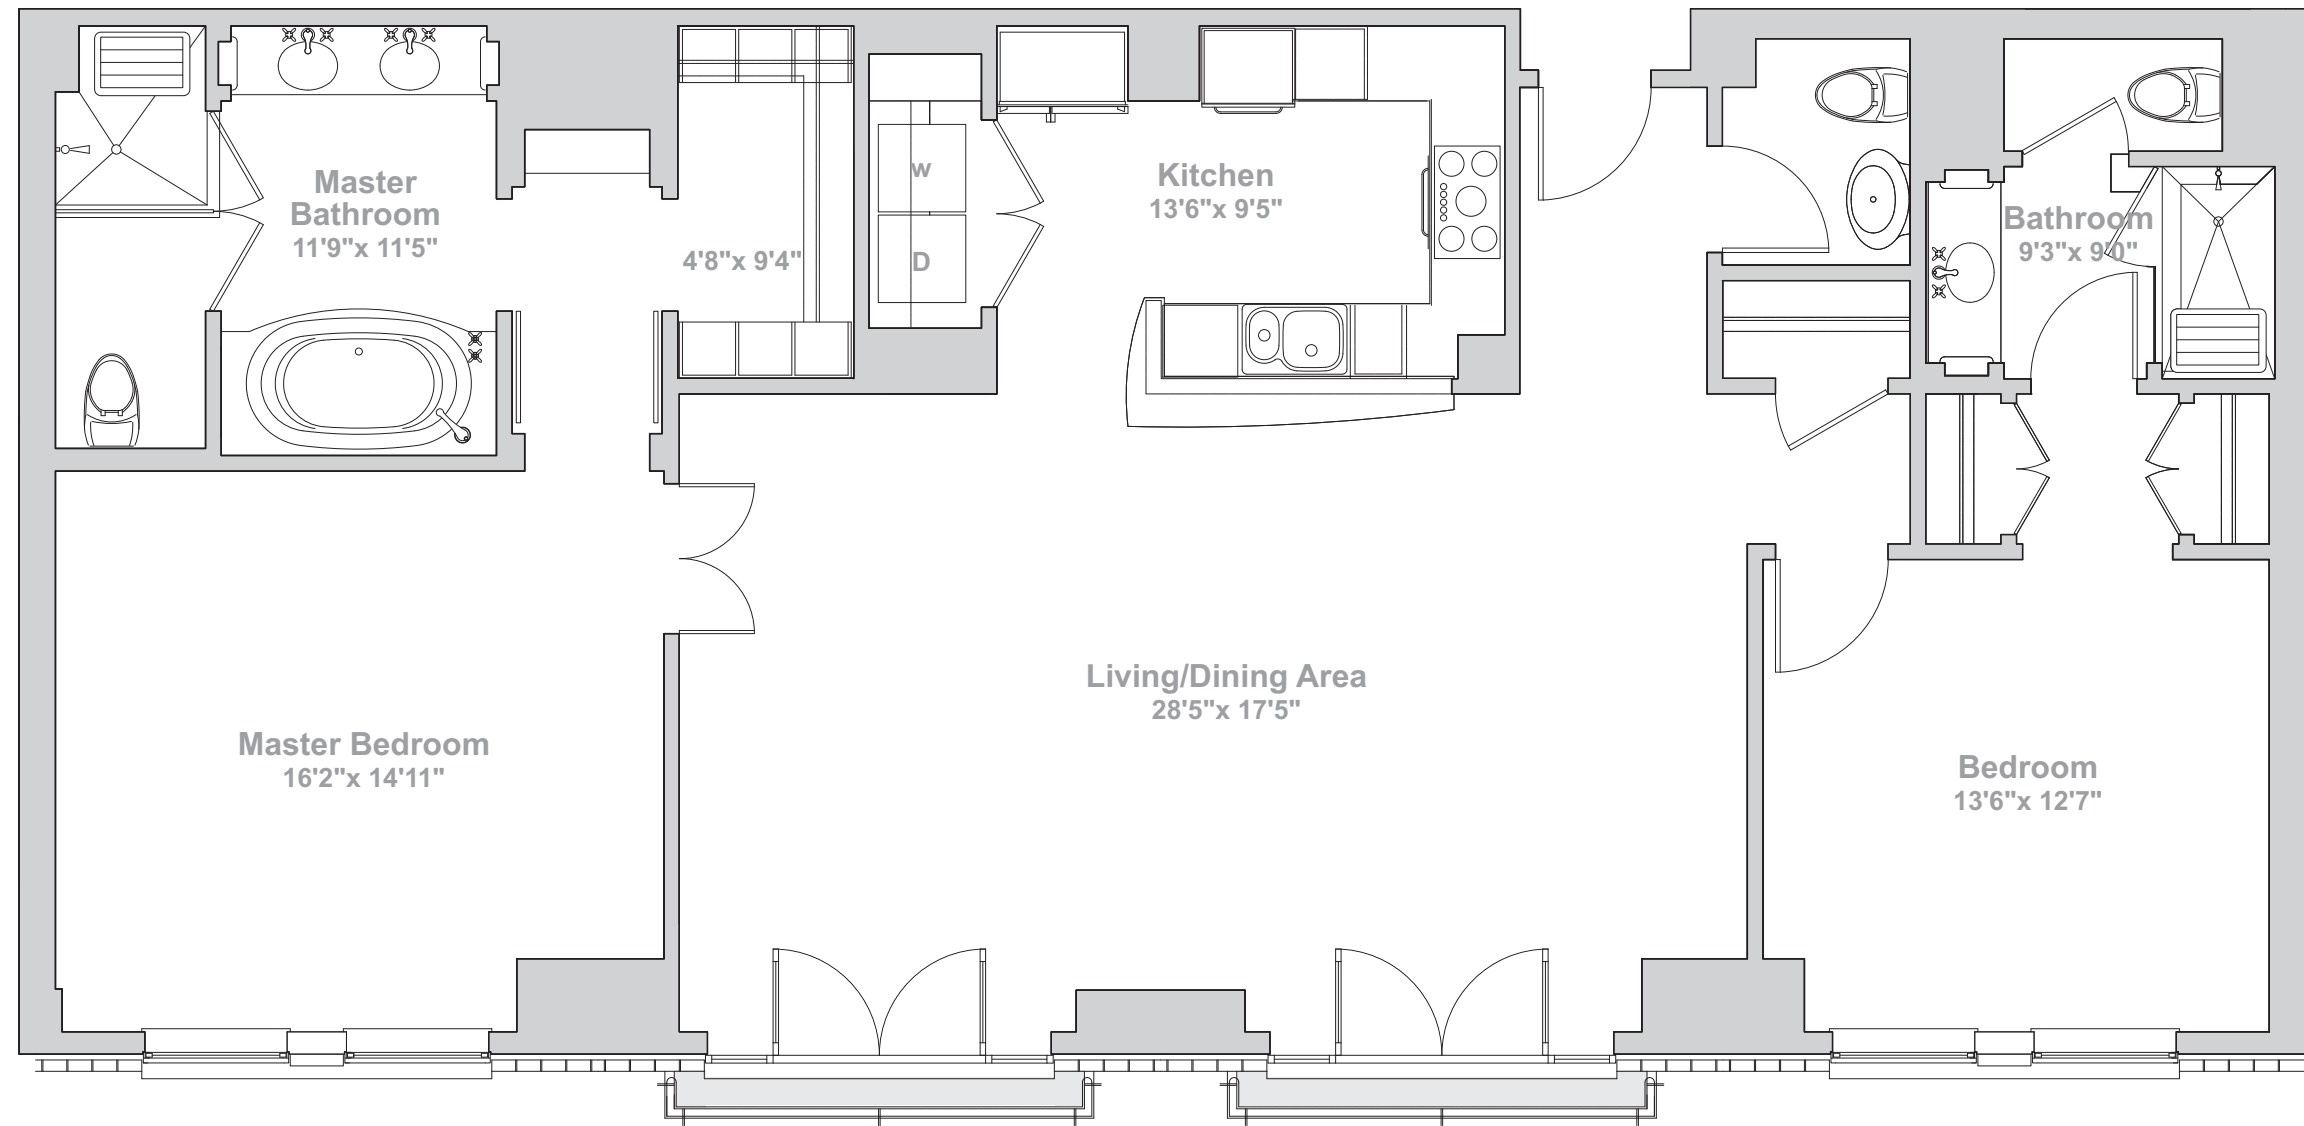 Master
Bathroom
11'9"x 11'5"
4'8"x 9'4"
W
D
Kitchen
13'6"x 9'5"
Bathroom
9'3"x 9'0"
Living/Dining Area
28'5"x 17'5"
Master Bedroom
16'2"x 14'11"
Bedroom
13'6"x 12'7"